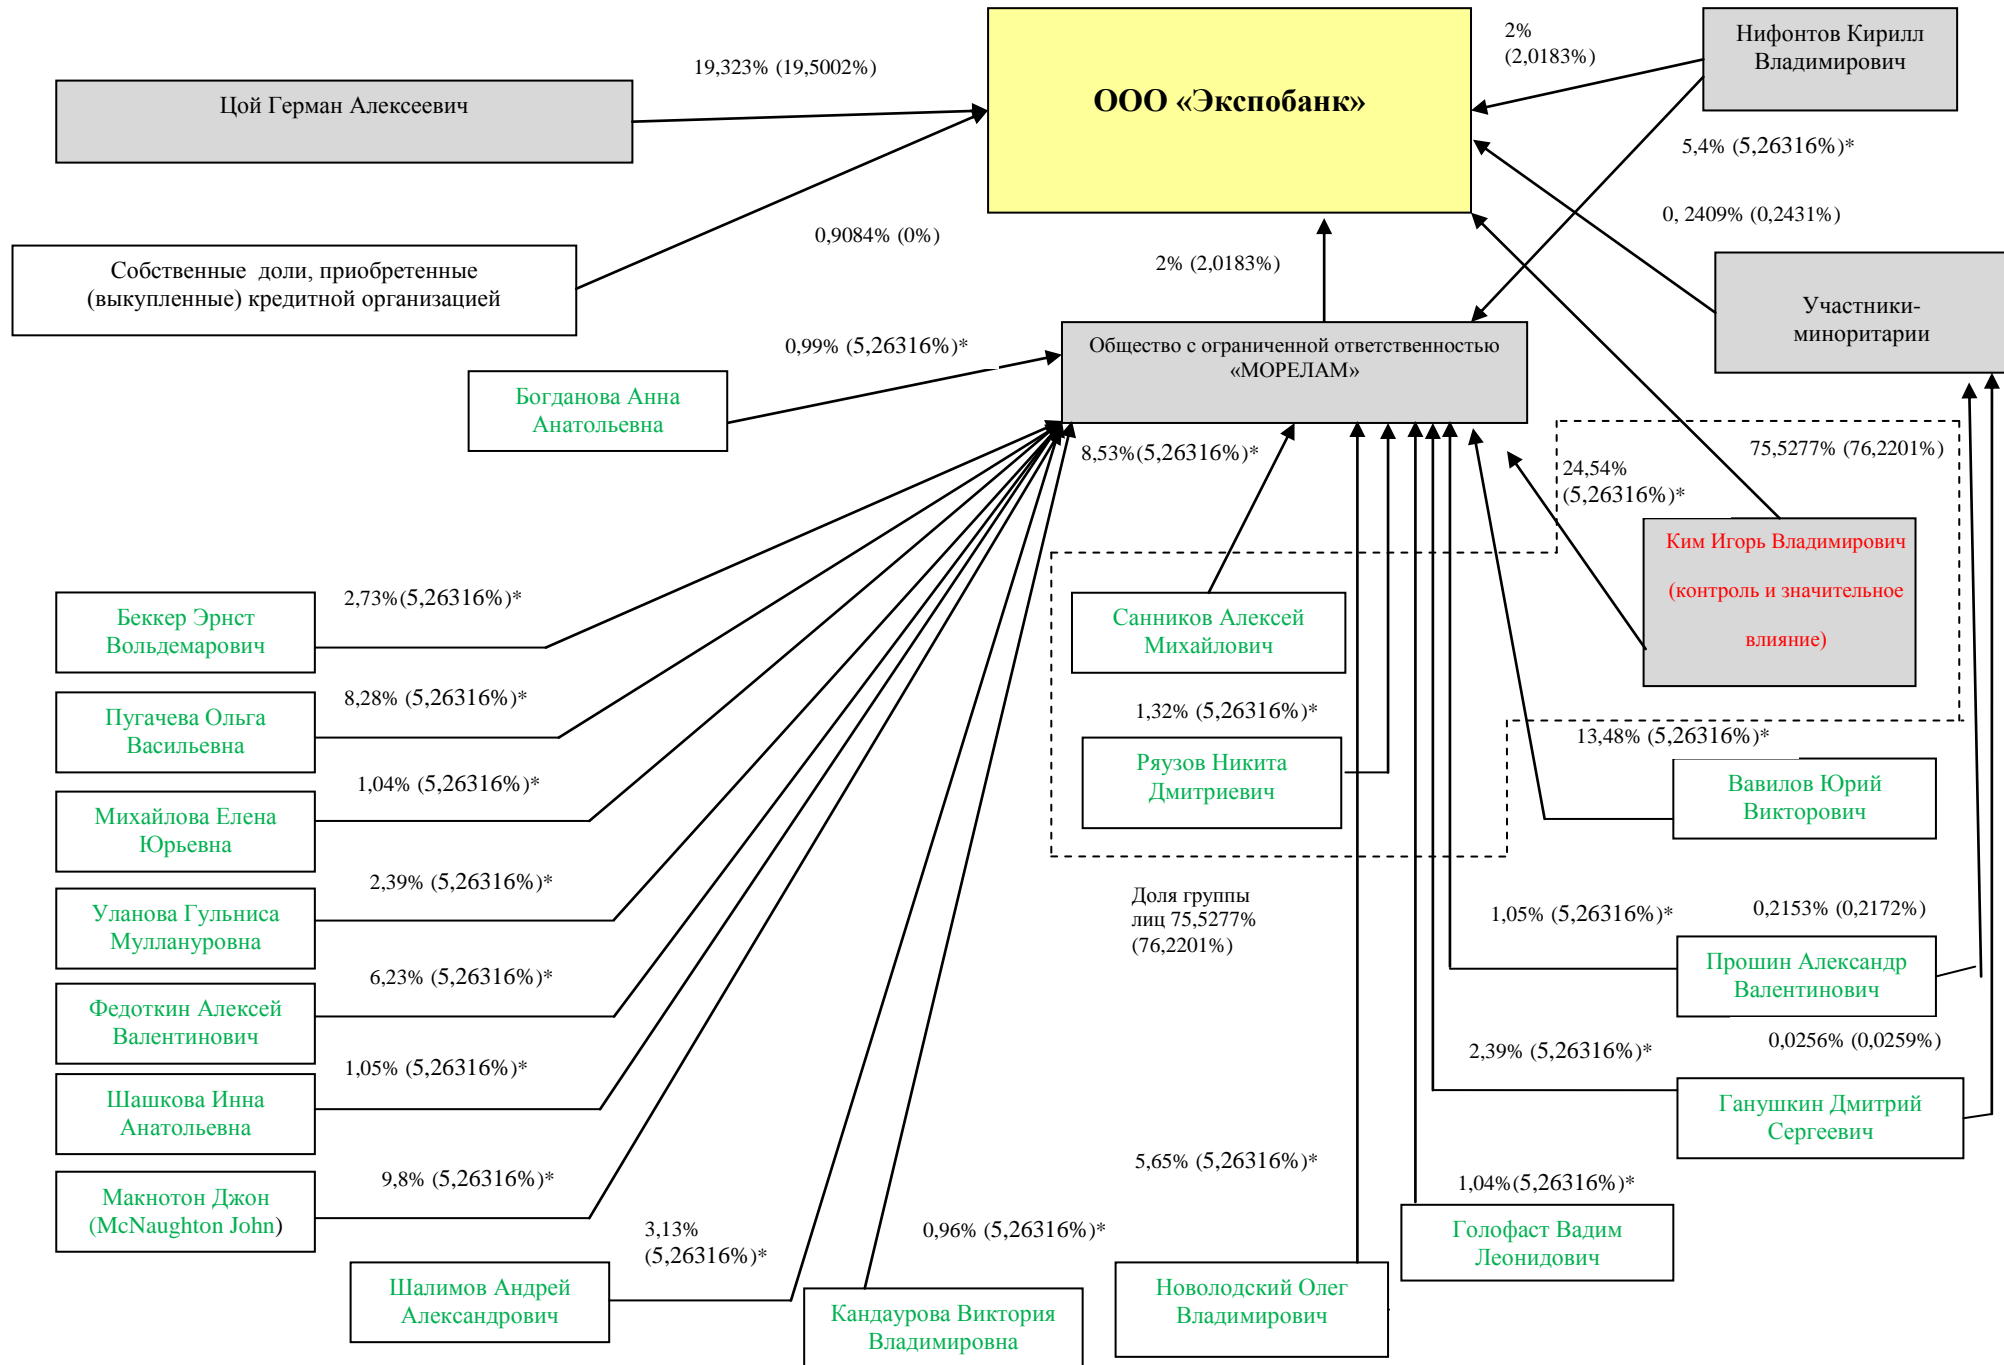 2%
(2,0183%)
Нифонтов Кирилл
Владимирович
19,323% (19,5002%)
Цой Герман Алексеевич
ООО «Экспобанк»
5,4% (5,26316%)*
0, 2409% (0,2431%)
0,9084% (0%)
Собственные доли, приобретенные
(выкупленные) кредитной организацией
2% (2,0183%)
Участники-
миноритарии
0,99% (5,26316%)*
Общество с ограниченной ответственностью
«МОРЕЛАМ»
Богданова Анна
Анатольевна
8,53%(5,26316%)*
75,5277% (76,2201%)
24,54%
(5,26316%)*
Ким Игорь Владимирович
(контроль и значительное
влияние)
2,73%(5,26316%)*
Беккер Эрнст
Вольдемарович
Санников Алексей
Михайлович
8,28% (5,26316%)*
Пугачева Ольга
Васильевна
1,32% (5,26316%)*
13,48% (5,26316%)*
Ряузов Никита
Дмитриевич
Вавилов Юрий
Викторович
1,04% (5,26316%)*
Михайлова Елена
Юрьевна
2,39% (5,26316%)*
Уланова Гульниса
Муллануровна
Доля группы
лиц 75,5277%
(76,2201%)
1,05% (5,26316%)*
0,2153% (0,2172%)
Прошин Александр
Валентинович
6,23% (5,26316%)*
Федоткин Алексей
Валентинович
2,39% (5,26316%)*
0,0256% (0,0259%)
1,05% (5,26316%)*
Шашкова Инна
Анатольевна
Ганушкин Дмитрий
Сергеевич
9,8% (5,26316%)*
5,65% (5,26316%)*
1,04%(5,26316%)*
Макнотон Джон
(McNaughton John)
3,13%
(5,26316%)*
0,96% (5,26316%)*
Голофаст Вадим
Леонидович
Шалимов Андрей
Александрович
Кандаурова Виктория
Владимировна
Новолодский Олег
Владимирович